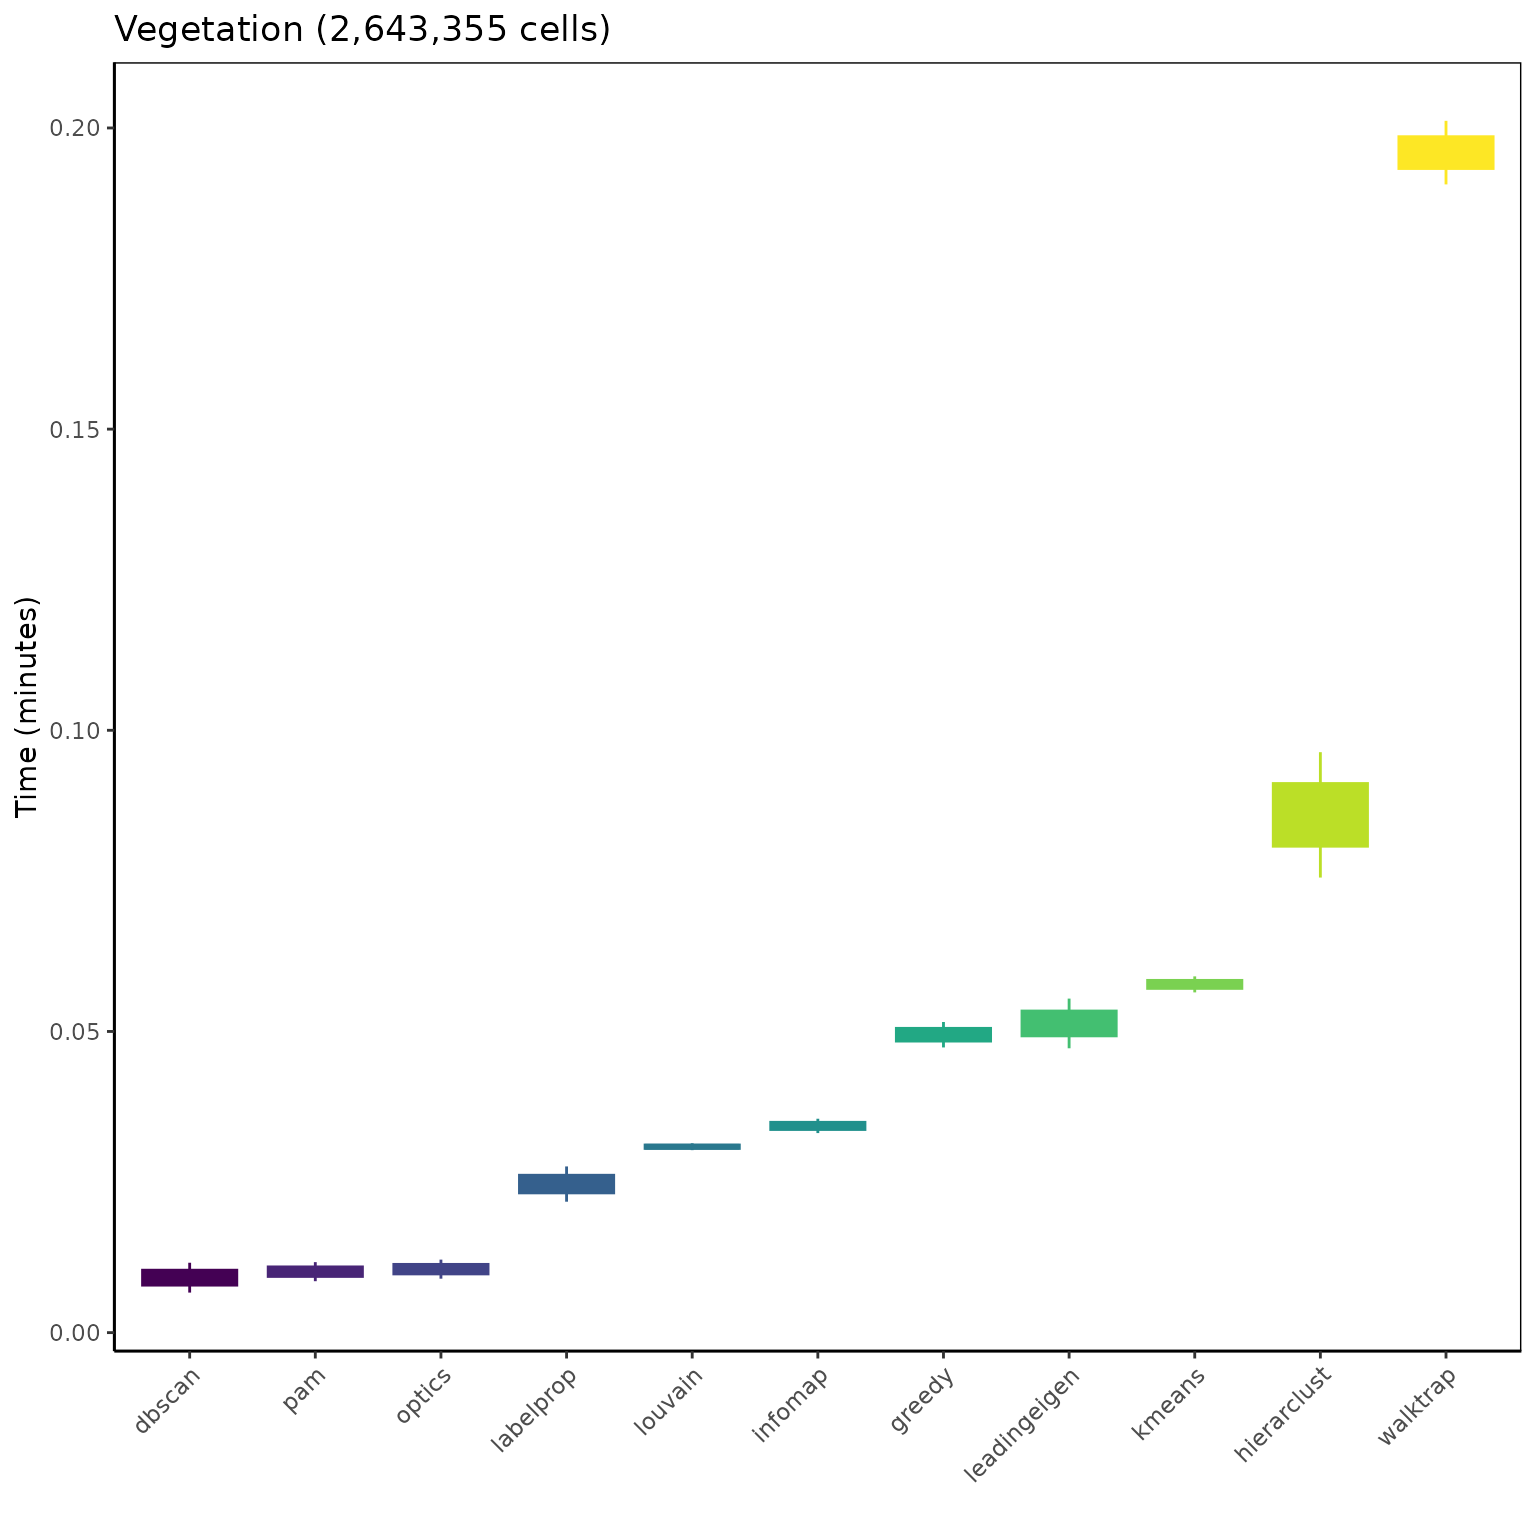 Vegetation (2,643,355 cells)
Time (minutes)
0.20
0.15
0.10
0.05
0.00
dbscan
pam
optics
labelprop
louvain
infomap
greedy
leadingeigen
kmeans
hierarclust
walktrap